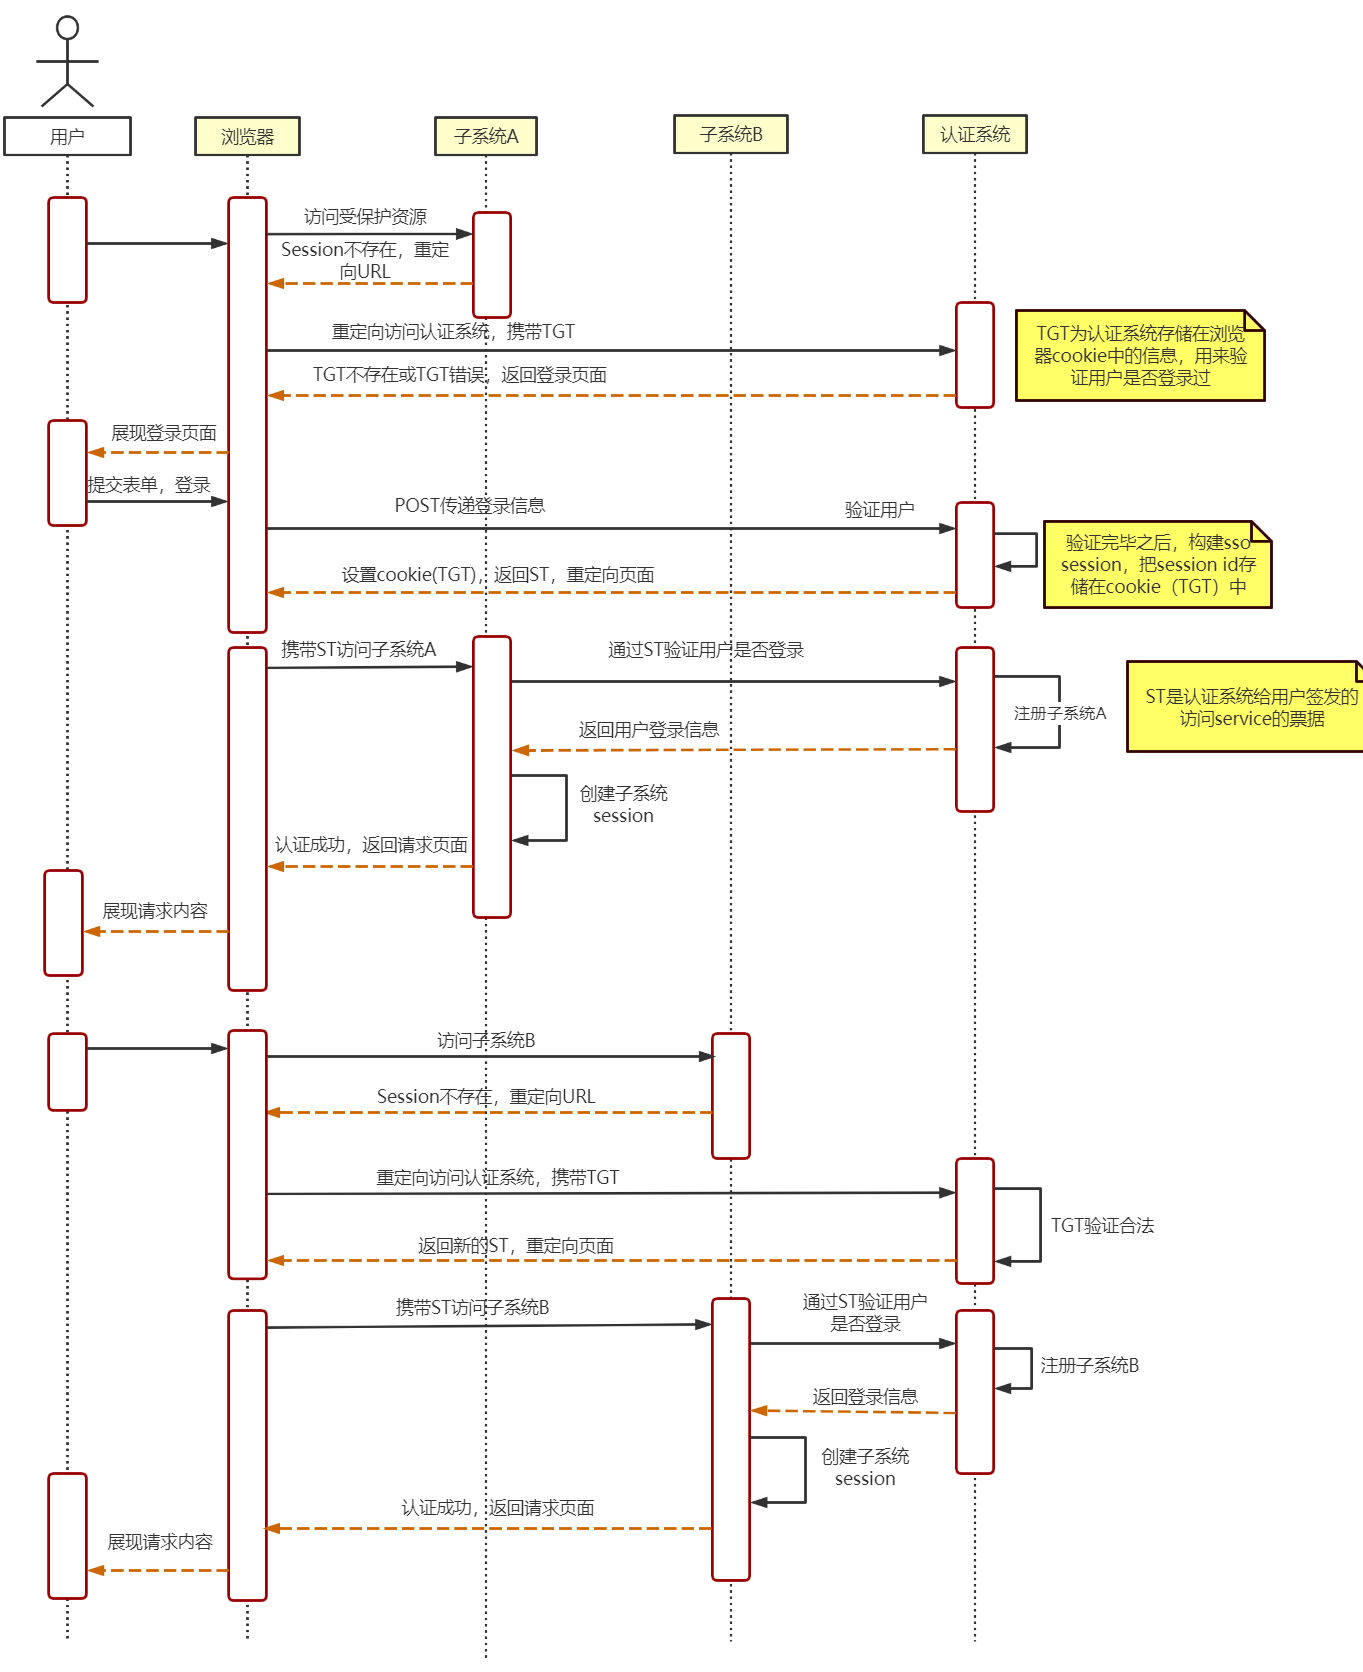 用户
浏览器
子系统A
子系统B
认证系统
访问受保护资源
Session不存在，重定
向URL
重定向访问认证系统，携带TGT
TGT为认证系统存储在浏览
器cookie中的信息，用来验
证用户是否登录过
TGT不存在或TGT错误，返回登录页面
展现登录页面
提交表单，登录
POST传递登录信息
验证用户
验证完毕之后，构建sso
session，把session id存
储在cookie（TGT）中
设置cookie(TGT)，返回ST，重定向页面
携带ST访问子系统A
通过ST验证用户是否登录
注册子系统A
ST是认证系统给用户签发的
访问service的票据
返回用户登录信息
创建子系统
session
认证成功，返回请求页面
展现请求内容
访问子系统B
Session不存在，重定向URL
重定向访问认证系统，携带TGT
TGT验证合法
返回新的ST，重定向页面
携带ST访问子系统B
通过ST验证用户
是否登录
注册子系统B
返回登录信息
创建子系统
session
认证成功，返回请求页面
展现请求内容